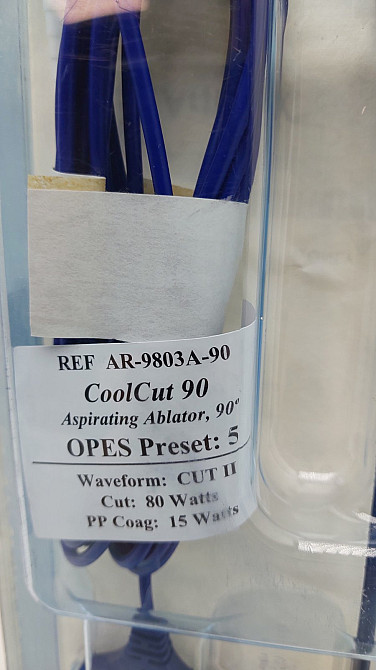 REF AR-9803A-90
CoolCut 90
Aspirating Ablator, 90°
OPES Preset: 5
Waveform: CUT II
Cut: 80 Watts
PP Coag: 15 Watts